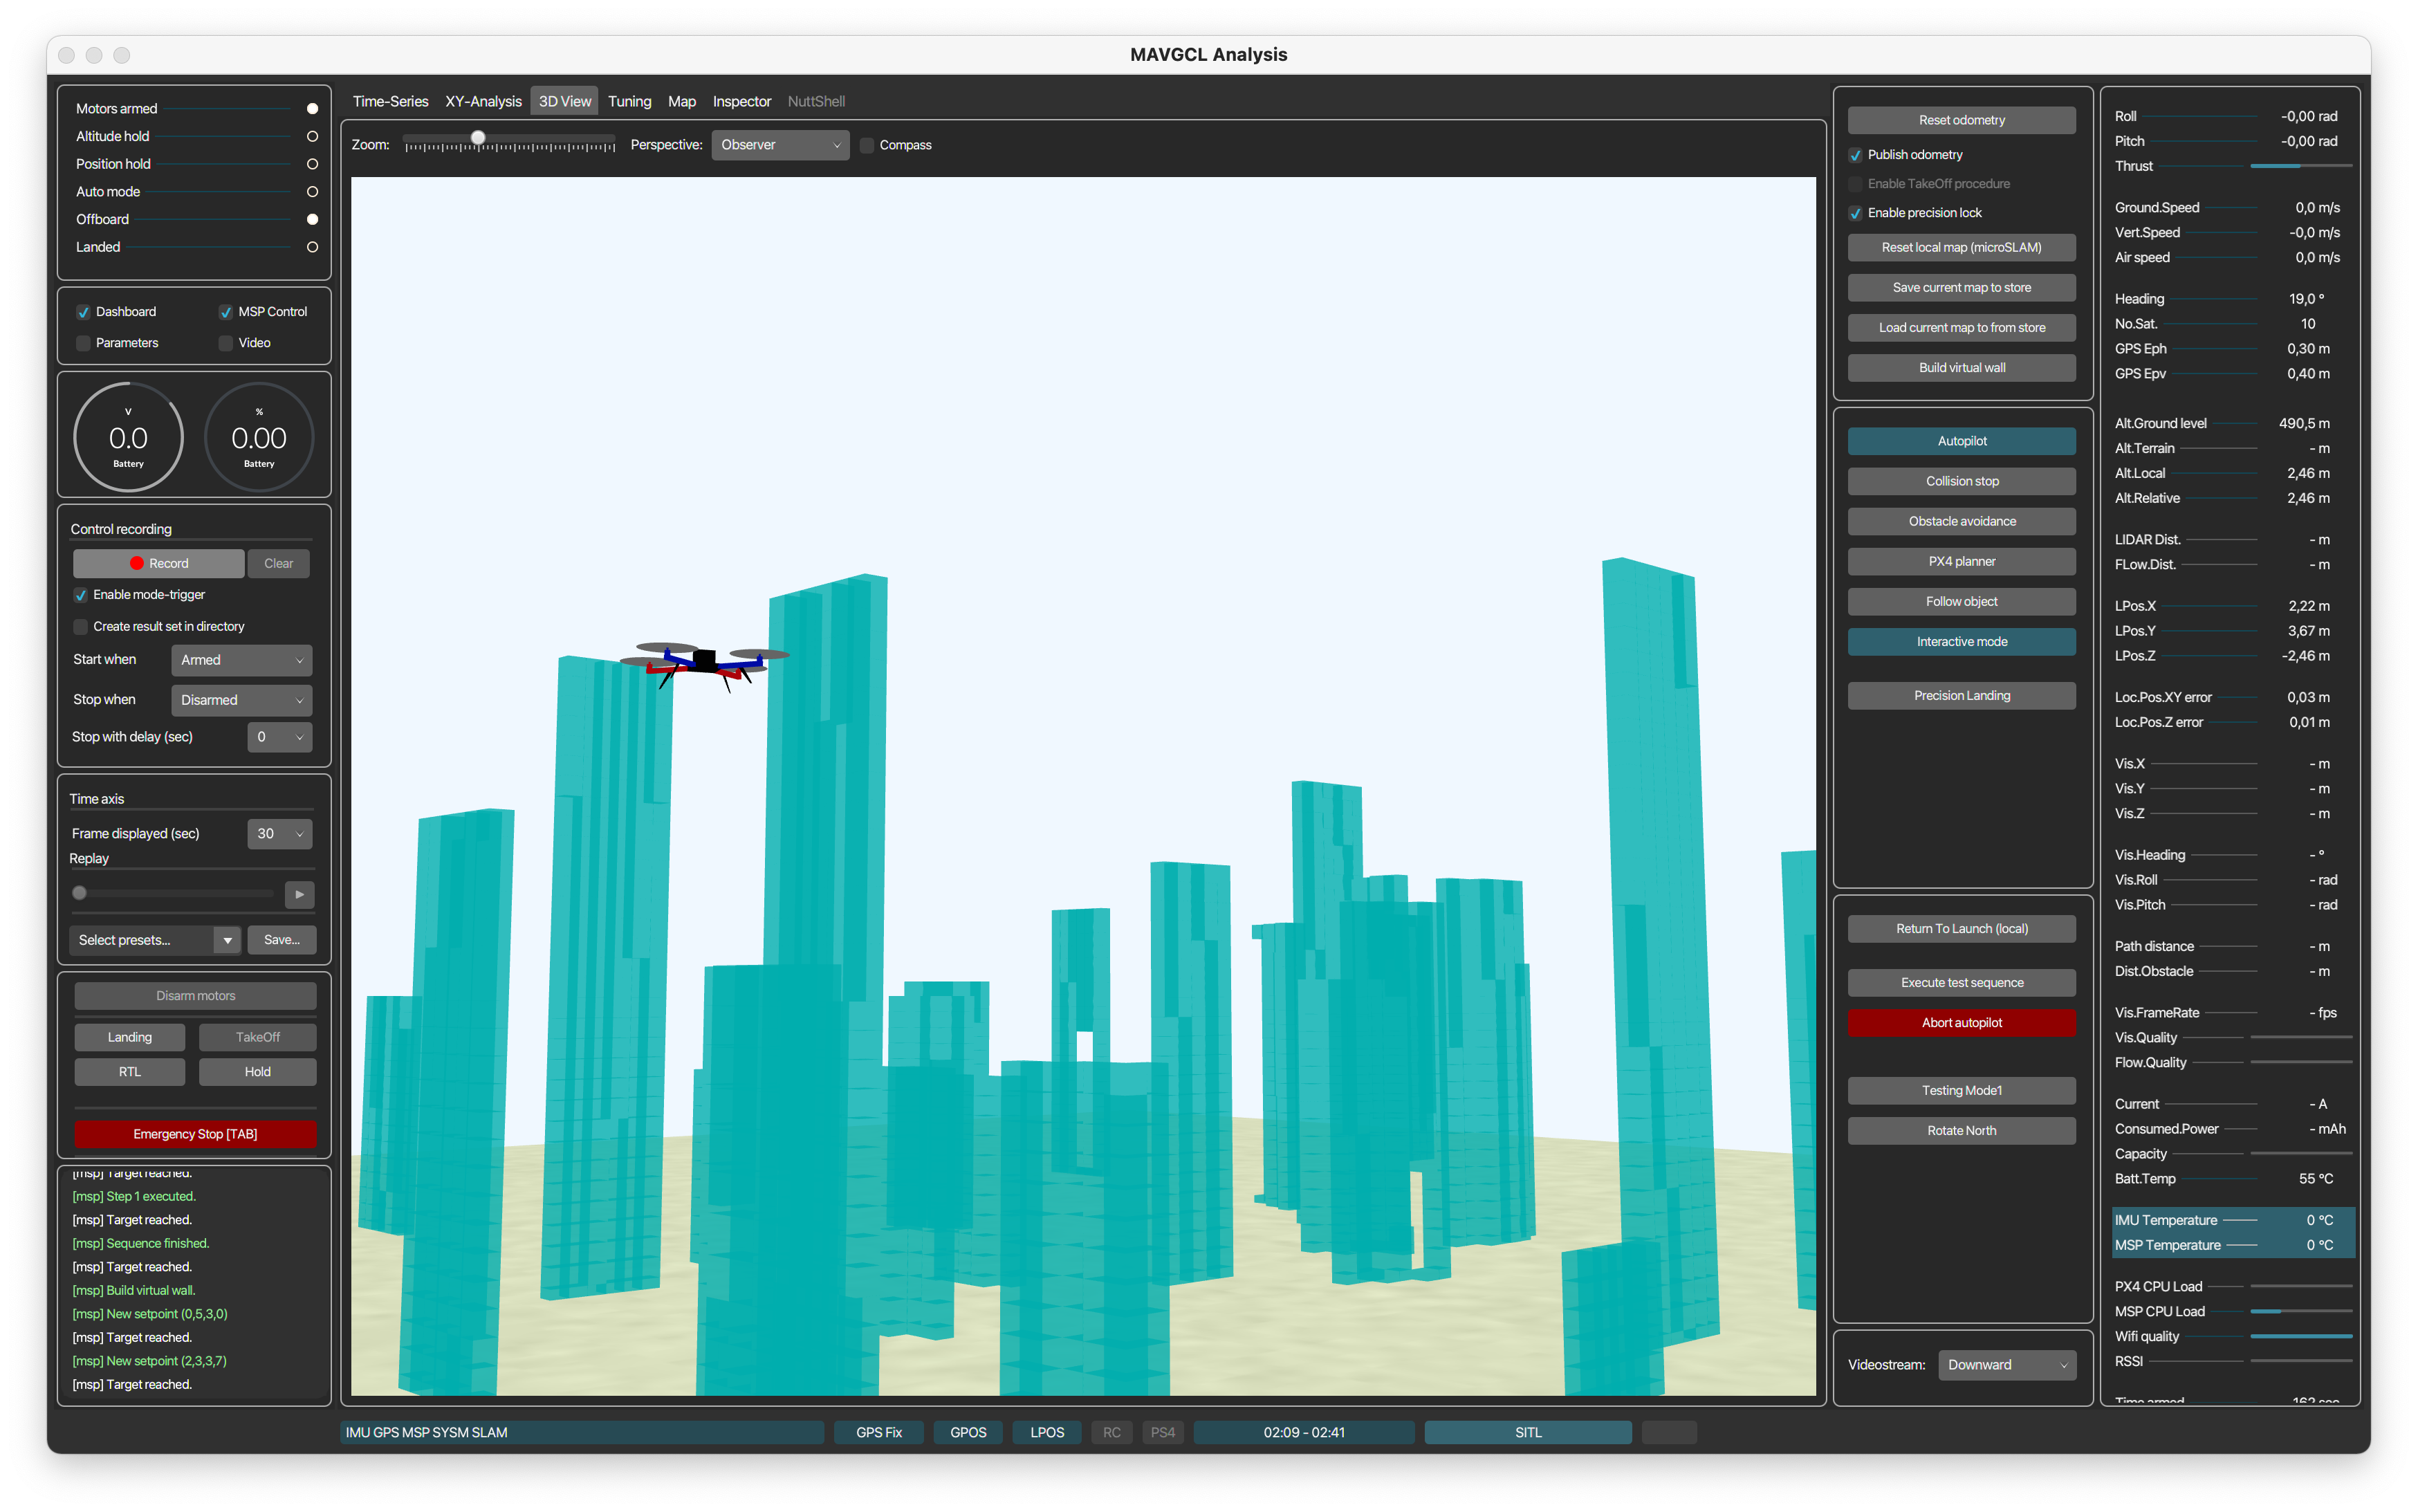 MAVGCL Analysis
Motors armed
Altitude hold
Position hold
Auto mode
Offboard
Landed
Dashboard
MSP Control
Parameters
Video
V
0.0
Battery
%
0.00
Battery
Control recording
Record
Clear
Enable mode-trigger
Create result set in directory
Start when
Armed
Stop when
Disarmed
Stop with delay (sec)
0
Time axis
Frame displayed (sec)
30
Replay
Select presets...
Save...
Disarm motors
Landing
TakeOff
RTL
Hold
Emergency Stop [TAB]
[msp] Target reached.
[msp] Step 1 executed.
[msp] Target reached.
[msp] Sequence finished.
[msp] Target reached.
[msp] Build virtual wall.
[msp] New setpoint (0,5,3,0)
[msp] Target reached.
[msp] New setpoint (2,3,3,7)
[msp] Target reached.
Time-Series
XY-Analysis
3D View
Tuning
Map
Inspector
NuttShell
Zoom:
Perspective:
Observer
Compass
Reset odometry
Publish odometry
Enable TakeOff procedure
Enable precision lock
Reset local map (microSLAM)
Save current map to store
Load current map to from store
Build virtual wall
Autopilot
Collision stop
Obstacle avoidance
PX4 planner
Follow object
Interactive mode
Precision Landing
Return To Launch (local)
Execute test sequence
Abort autopilot
Testing Mode1
Rotate North
Videostream:
Downward
Roll -0,00 rad
Pitch -0,00 rad
Thrust
Ground.Speed 0,0 m/s
Vert.Speed -0,0 m/s
Air speed 0,0 m/s
Heading 19,0 °
No.Sat. 10
GPS Eph 0,30 m
GPS Epv 0,40 m
Alt.Ground level 490,5 m
Alt.Terrain - m
Alt.Local 2,46 m
Alt.Relative 2,46 m
LIDAR Dist. - m
FLow.Dist. - m
LPos.X 2,22 m
LPos.Y 3,67 m
LPos.Z -2,46 m
Loc.Pos.XY error 0,03 m
Loc.Pos.Z error 0,01 m
Vis.X - m
Vis.Y - m
Vis.Z - m
Vis.Heading - °
Vis.Roll - rad
Vis.Pitch - rad
Path distance - m
Dist.Obstacle - m
Vis.FrameRate - fps
Vis.Quality
Flow.Quality
Current - A
Consumed.Power - mAh
Capacity
Batt.Temp 55 °C
IMU Temperature 0 °C
MSP Temperature 0 °C
PX4 CPU Load
MSP CPU Load
Wifi quality
RSSI
Time armed 162 sec
IMU GPS MSP SYSM SLAM
GPS Fix
GPOS
LPOS
RC
PS4
02:09 - 02:41
SITL